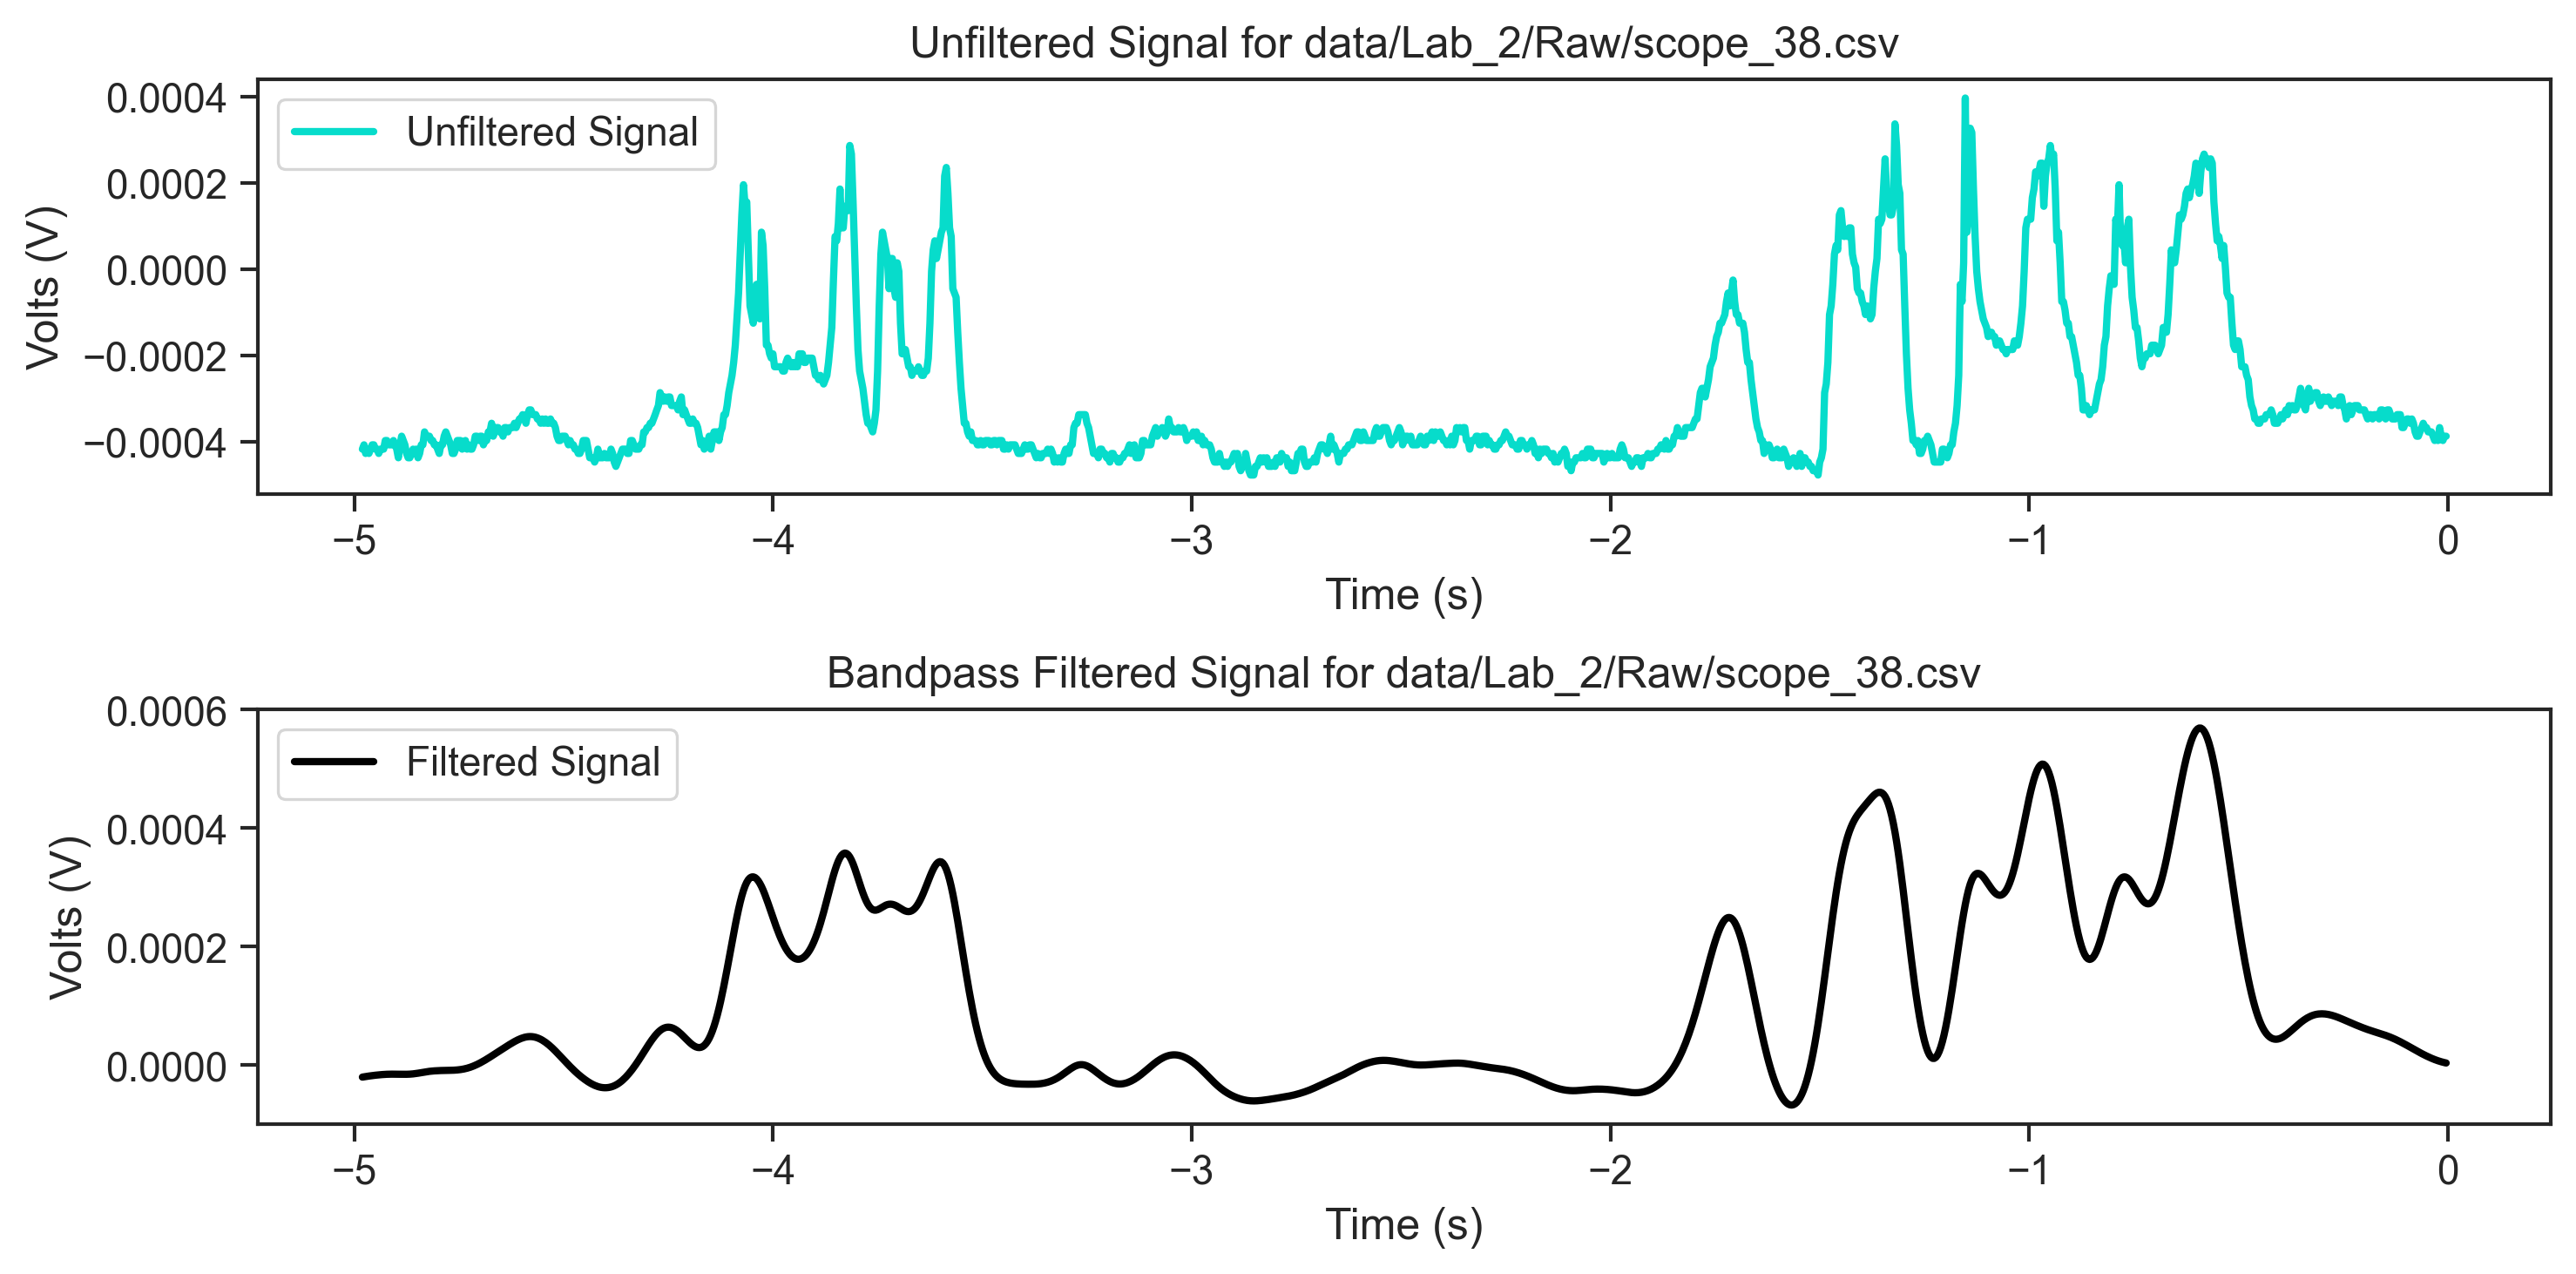 Unfiltered Signal for data/Lab_2/Raw/scope_38.csv
Unfiltered Signal
Volts (V)
0.0004
0.0002
0.0000
−0.0002
−0.0004
−5 −4 −3 −2 −1 0
Time (s)
Bandpass Filtered Signal for data/Lab_2/Raw/scope_38.csv
Filtered Signal
Volts (V)
0.0006
0.0004
0.0002
0.0000
−5 −4 −3 −2 −1 0
Time (s)